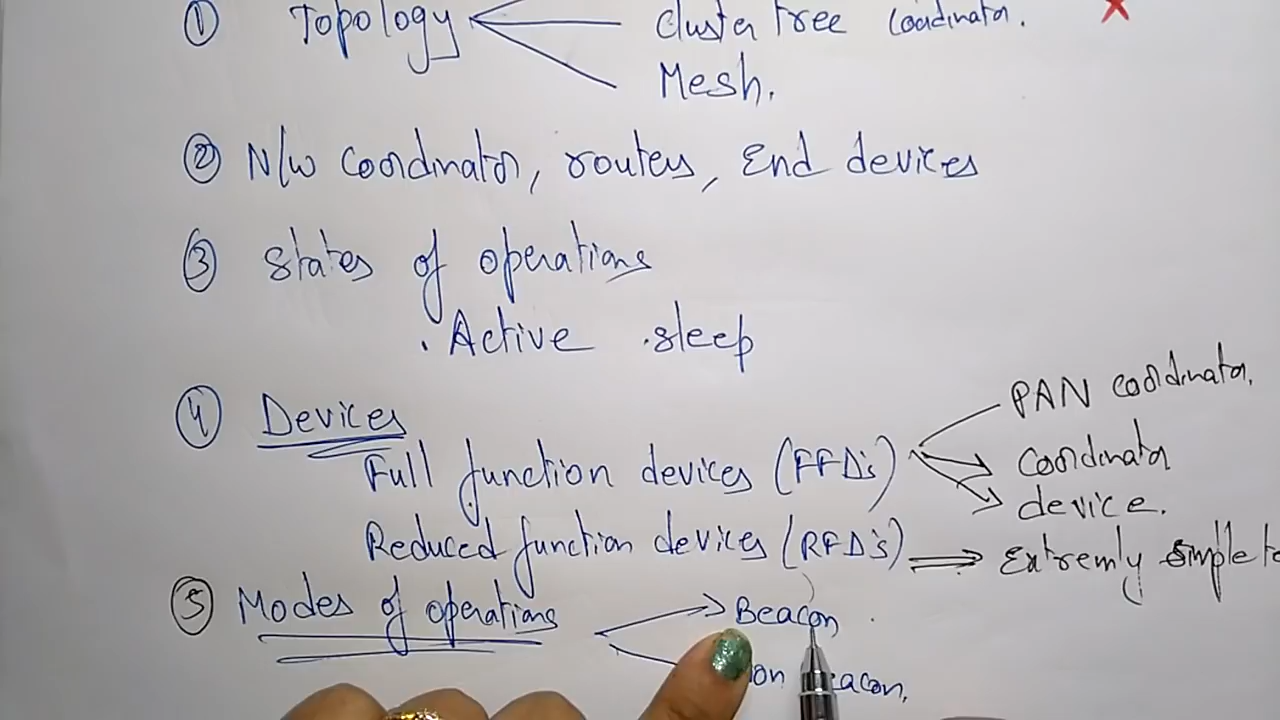 ① Topology
Cluster tree Coordinator.
Mesh.
② N/w Coordinator, routers, End devices
③ States of operations
. Active . sleep
④ Devices
Full function devices (FFD's)
PAN coordinator.
Coordinator
device.
Reduced function devices (RFD's) ⇒ Extremly simple to
⑤ Modes of operations
Beacon